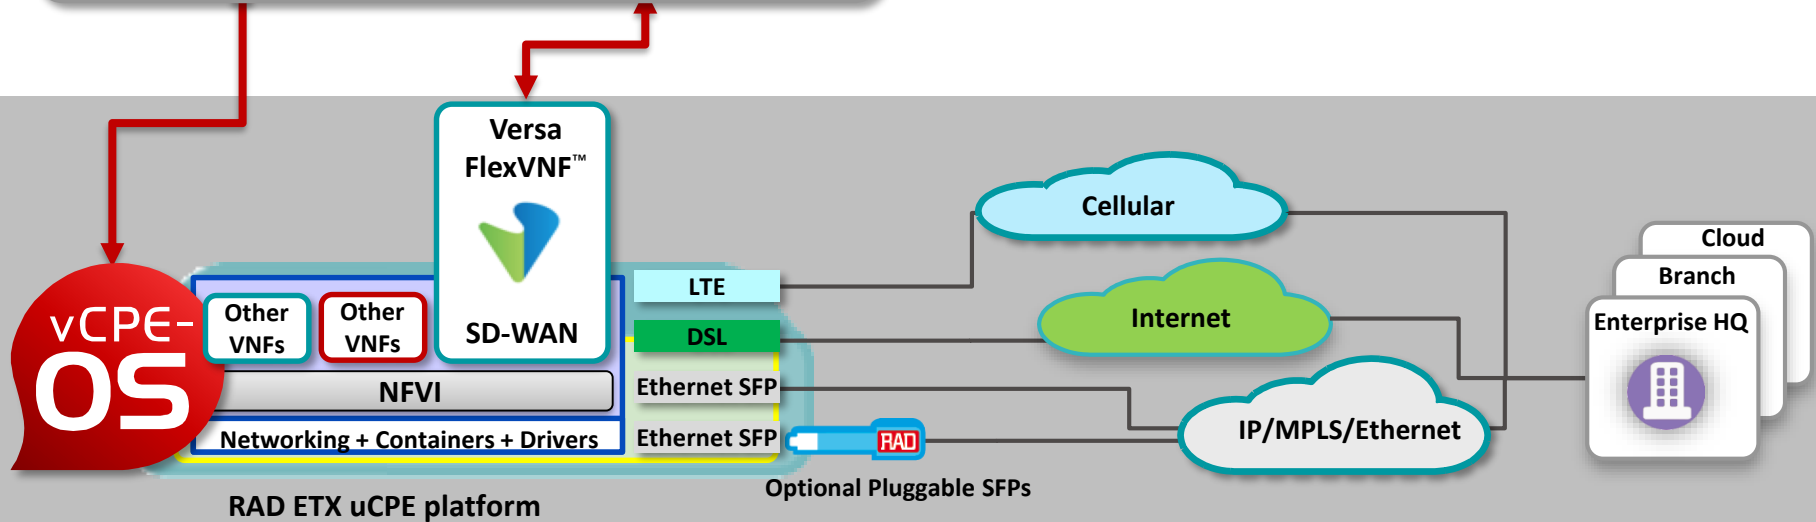 Versa
FlexVNF™
SD-WAN
vCPE-
OS
Other
VNFs
Other
VNFs
NFVI
Networking + Containers + Drivers
LTE
DSL
Ethernet SFP
Ethernet SFP
RAD
Optional Pluggable SFPs
RAD ETX uCPE platform
Cellular
Internet
IP/MPLS/Ethernet
Cloud
Branch
Enterprise HQ